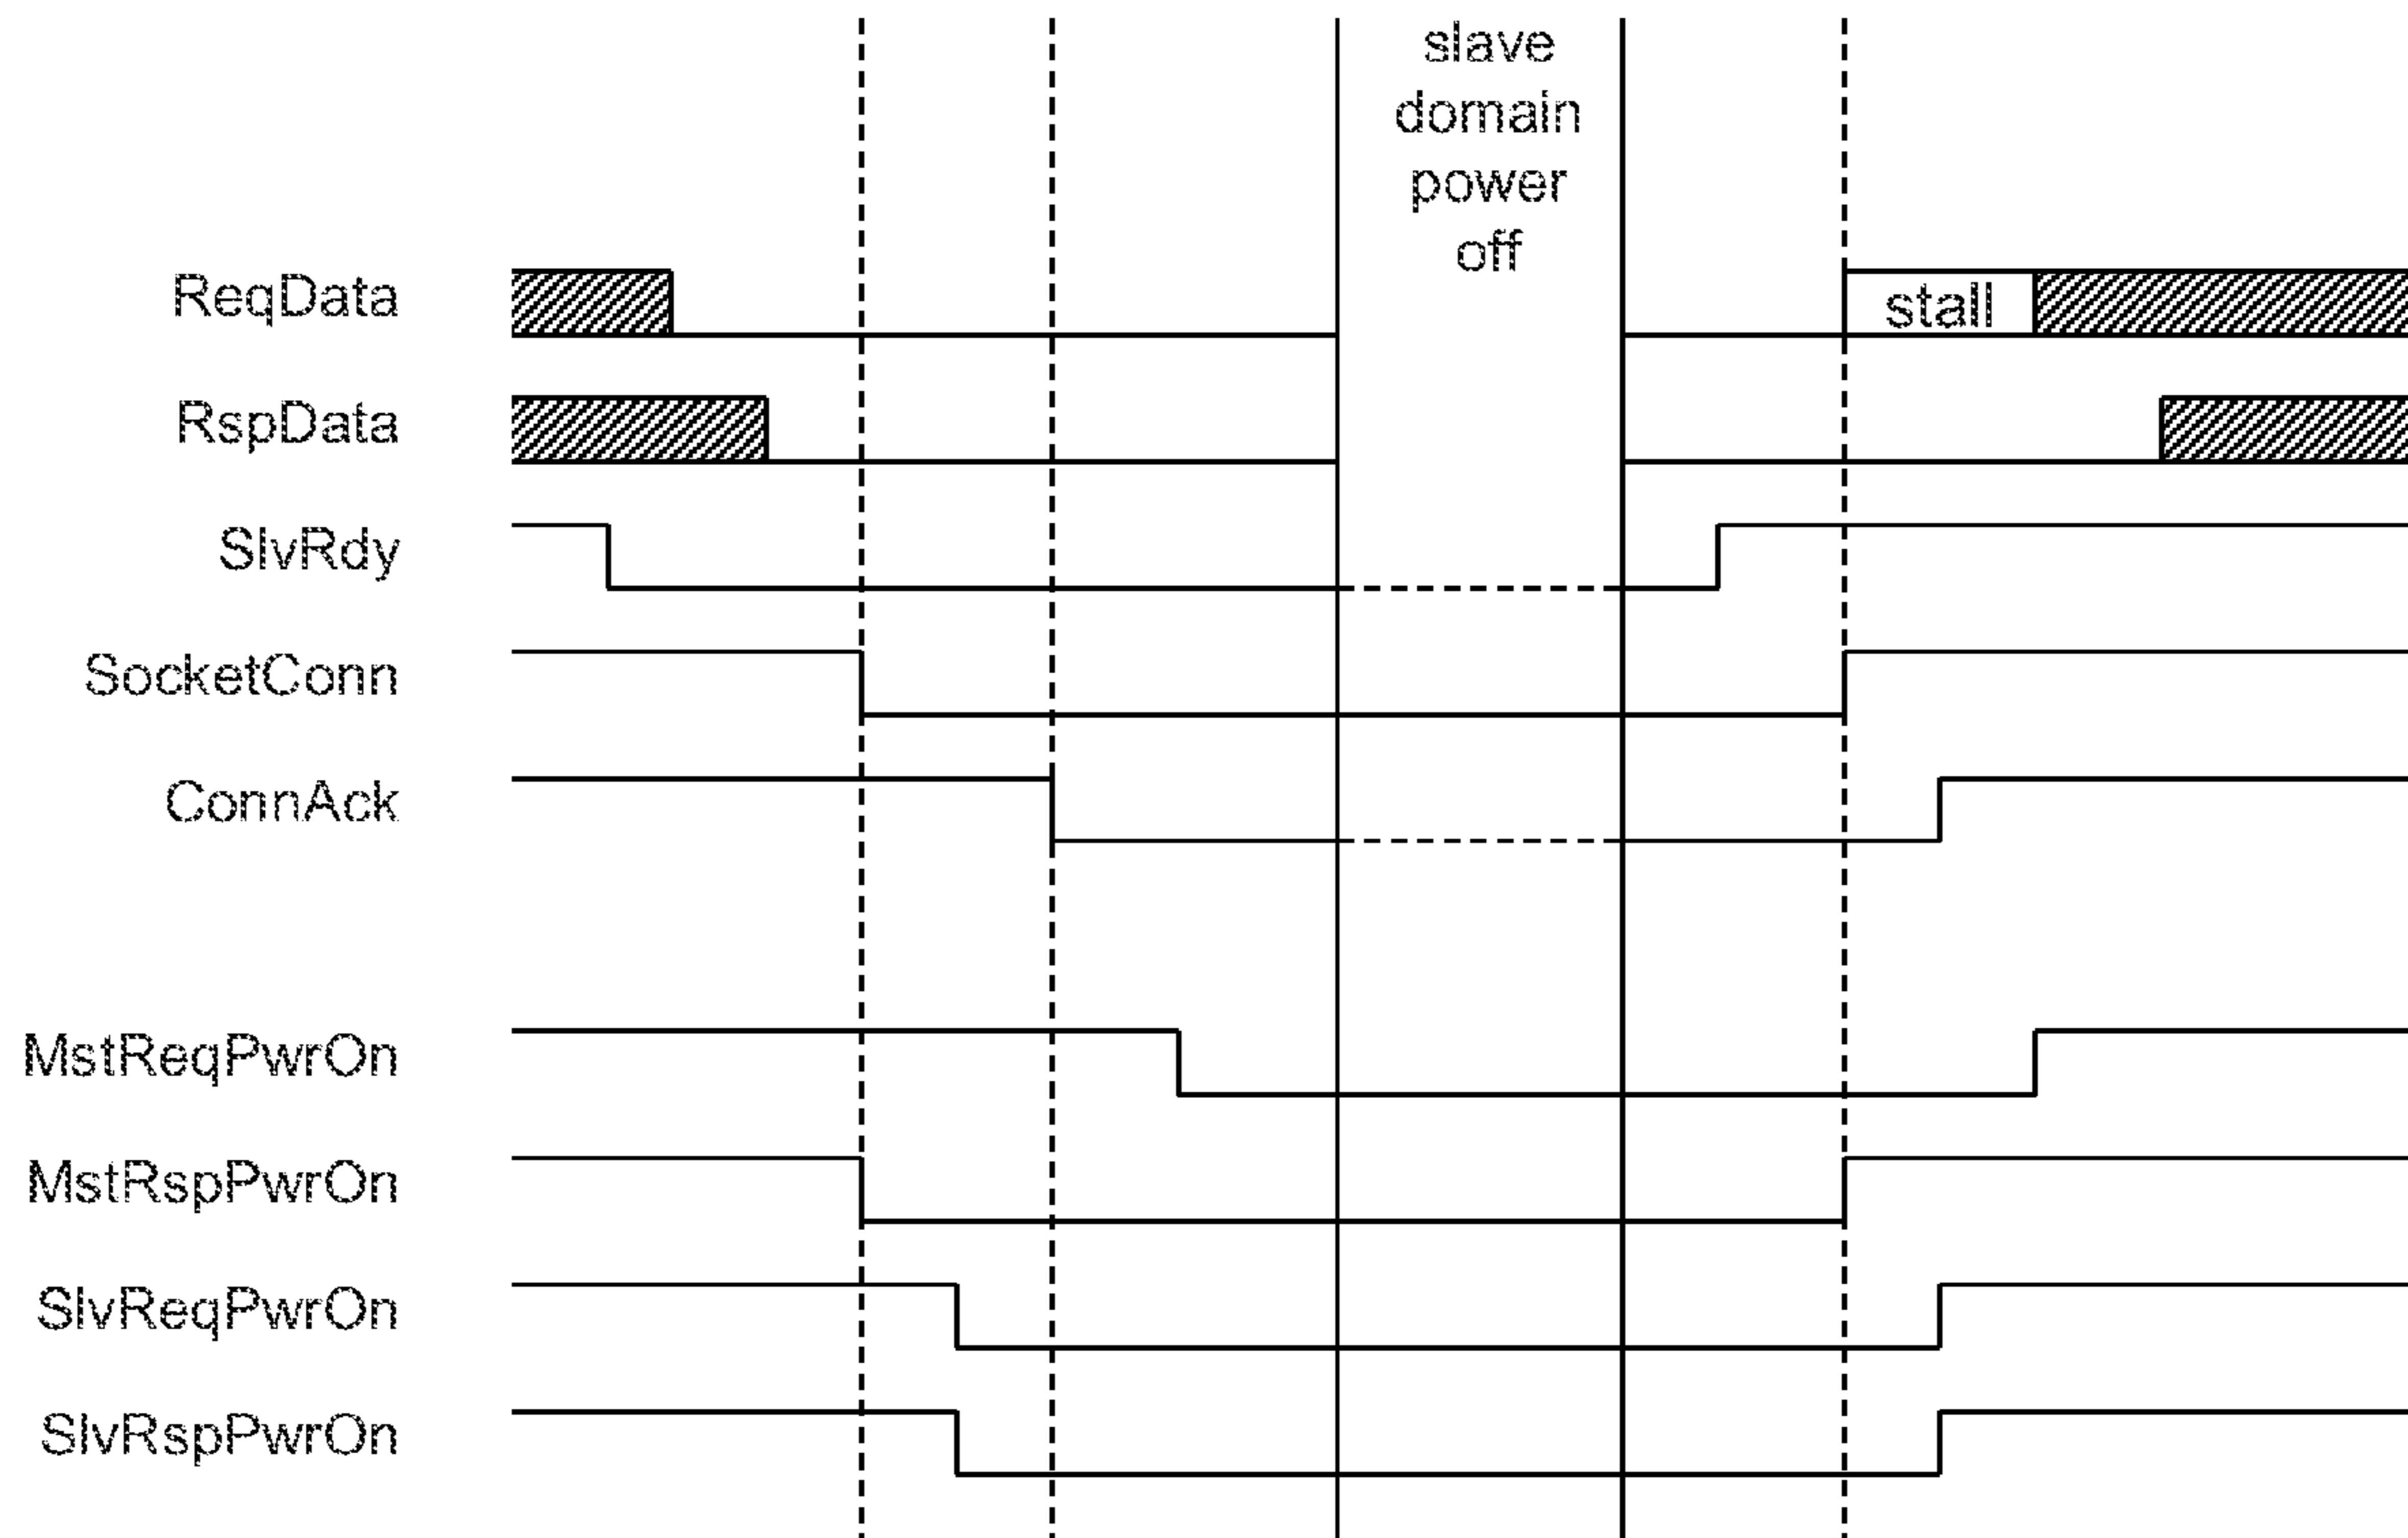 slave
domain
power
off
ReqData
stall
RspData
SlvRdy
SocketConn
ConnAck
MstReqPwrOn
MstRspPwrOn
SlvReqPwrOn
SlvRspPwrOn